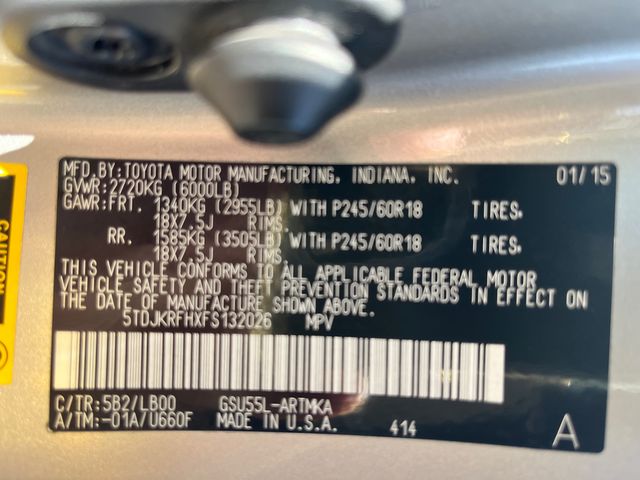 MFD.BY:TOYOTA MOTOR MANUFACTURING, INDIANA, INC. 01/15
GVWR:2720KG (6000LB)
GAWR:FRT. 1340KG (2955LB) WITH P245/60R18 TIRES,
18X7.5J RIMS.
RR. 1585KG (3505LB) WITH P245/60R18 TIRES,
18X7.5J RIMS.
THIS VEHICLE CONFORMS TO ALL APPLICABLE FEDERAL MOTOR
VEHICLE SAFETY AND THEFT PREVENTION STANDARDS IN EFFECT ON
THE DATE OF MANUFACTURE SHOWN ABOVE.
5TDJKRFHXFS132026 MPV
C/TR:5B2/LB00 GSU55L-ARTMKA
A/TM:-01A/U660F MADE IN U.S.A. 414 A
CAUTION